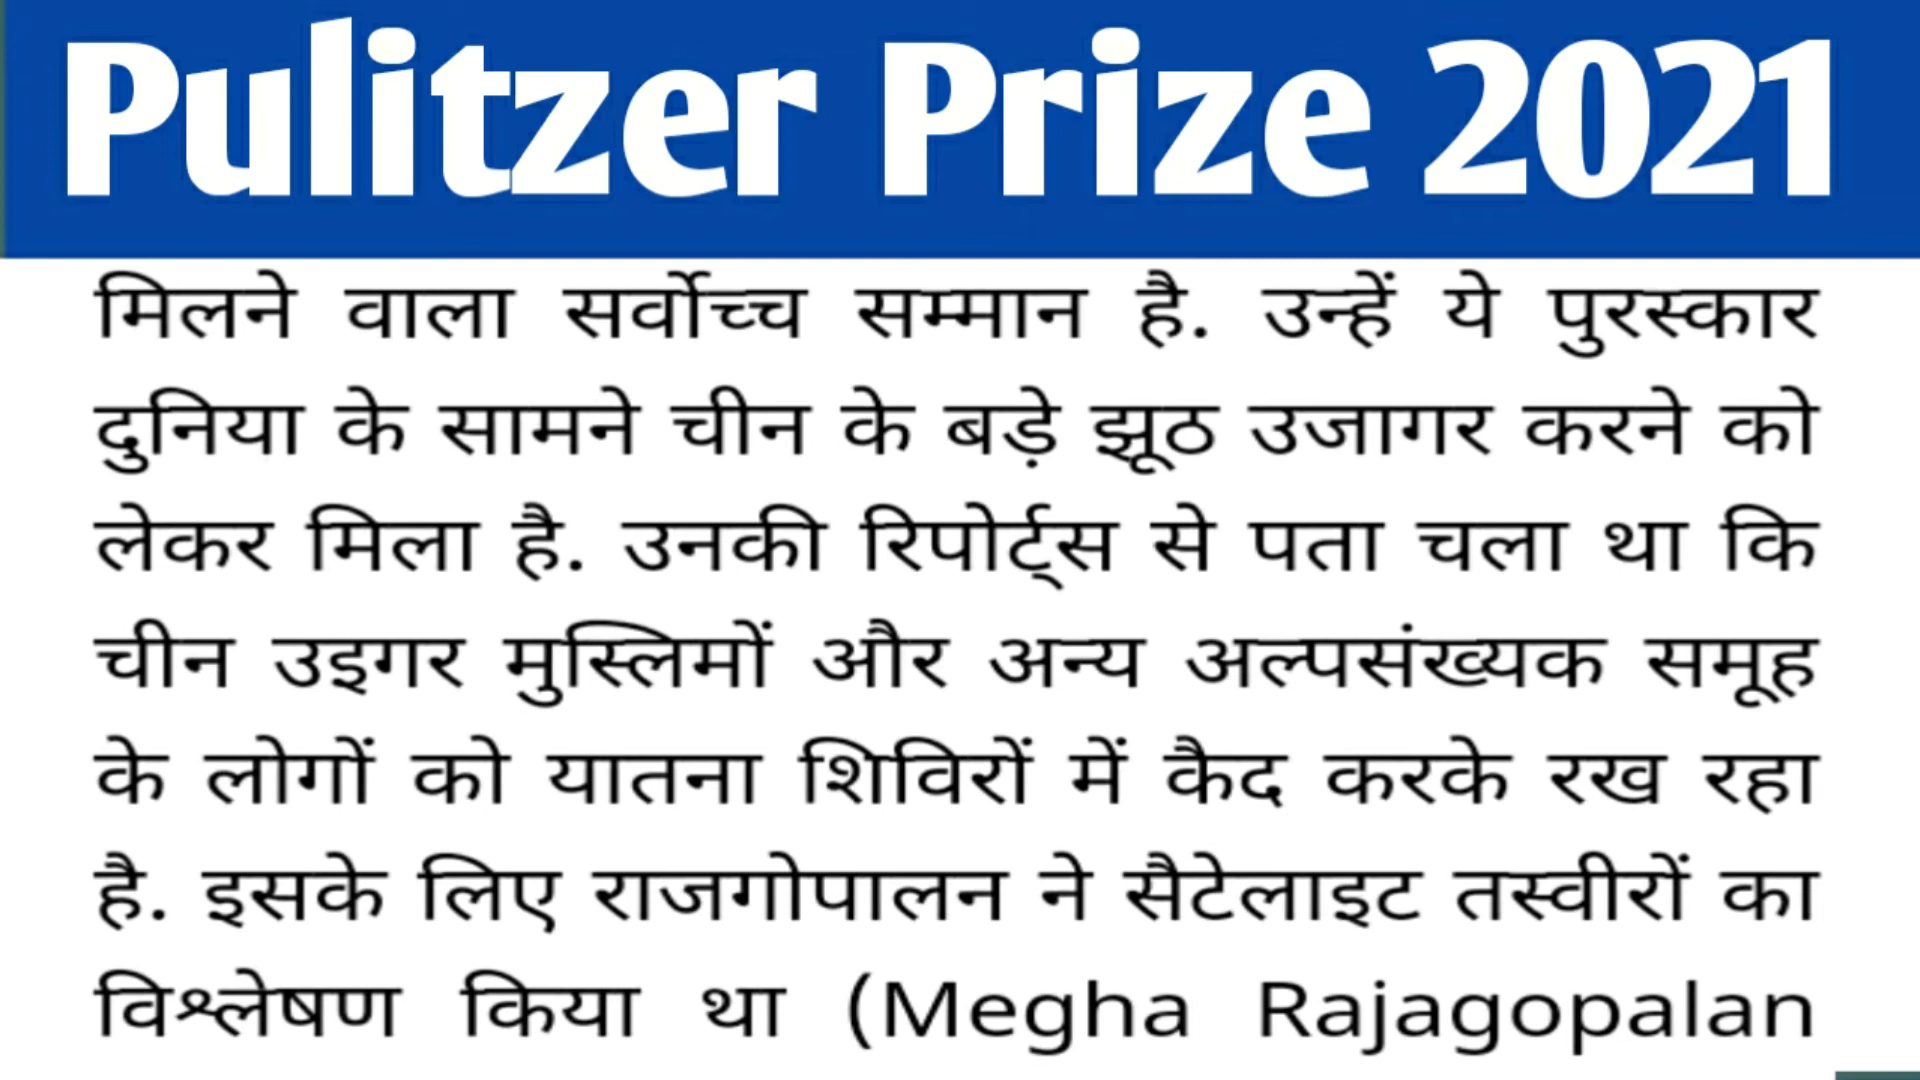 Pulitzer Prize 2021
मिलने वाला सर्वोच्च सम्मान है. उन्हें ये पुरस्कार
दुनिया के सामने चीन के बड़े झूठ उजागर करने को
लेकर मिला है. उनकी रिपोर्ट्स से पता चला था कि
चीन उइगर मुस्लिमों और अन्य अल्पसंख्यक समूह
के लोगों को यातना शिविरों में कैद करके रख रहा
है. इसके लिए राजगोपालन ने सैटेलाइट तस्वीरों का
विश्लेषण किया था (Megha Rajagopalan